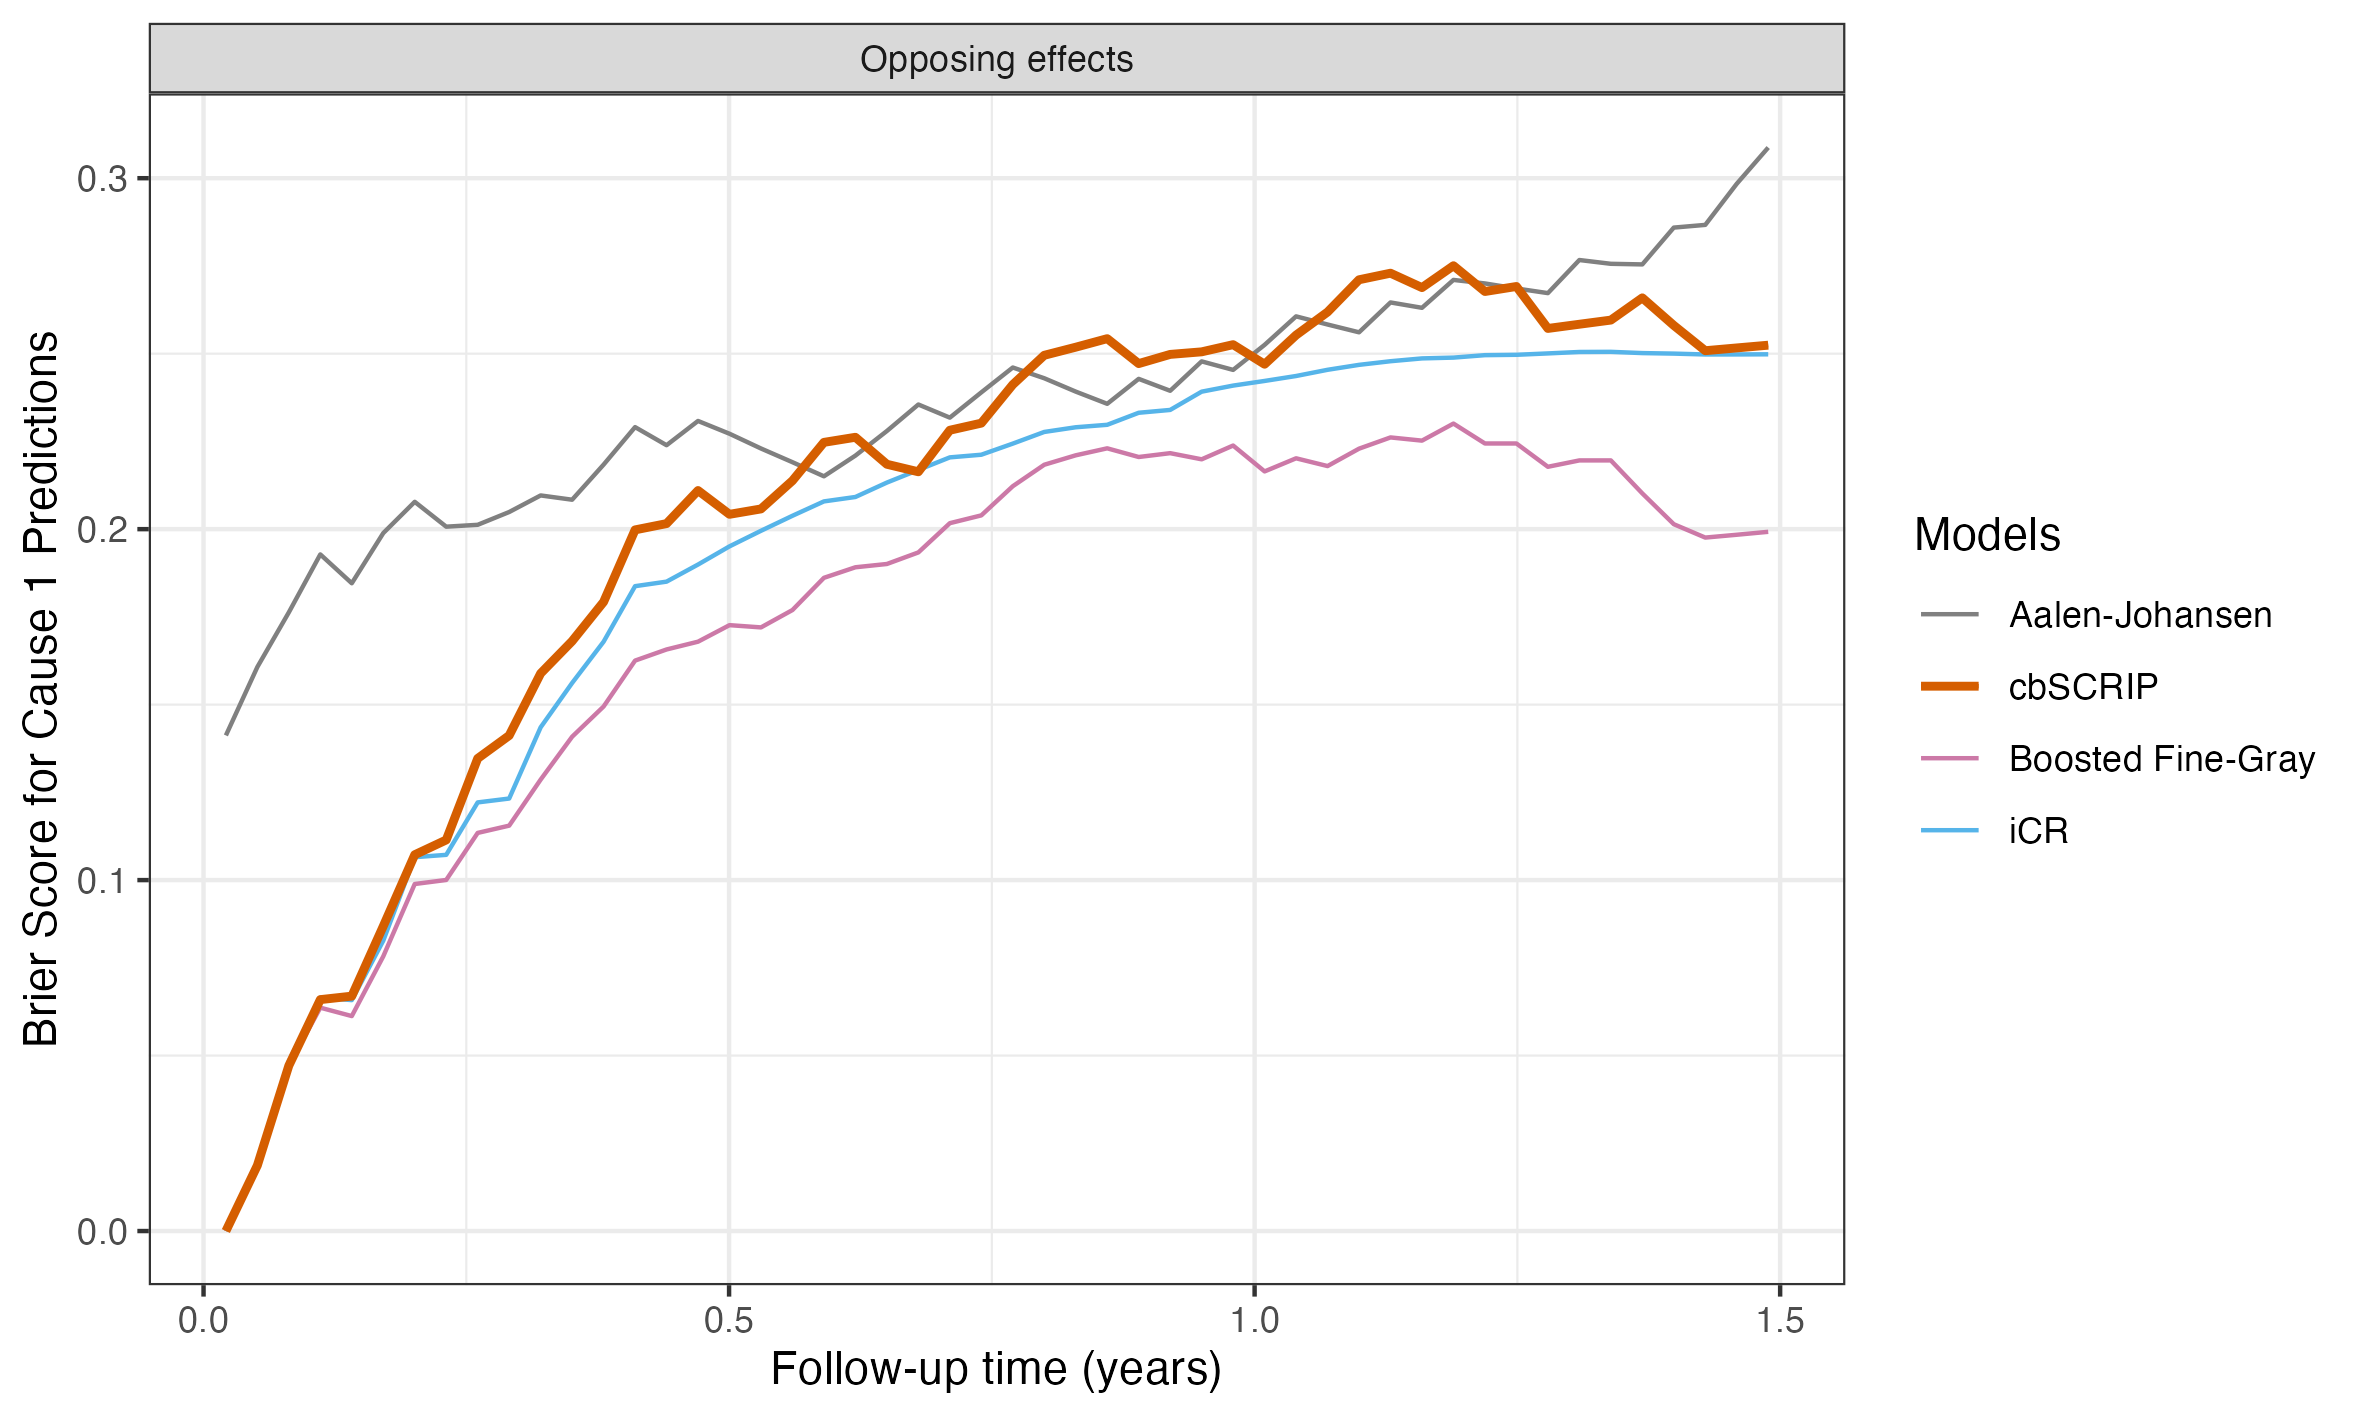 Opposing effects
Brier Score for Cause 1 Predictions
0.3
0.2
0.1
0.0
0.0
0.5
1.0
1.5
Follow-up time (years)
Models
Aalen-Johansen
cbSCRIP
Boosted Fine-Gray
iCR